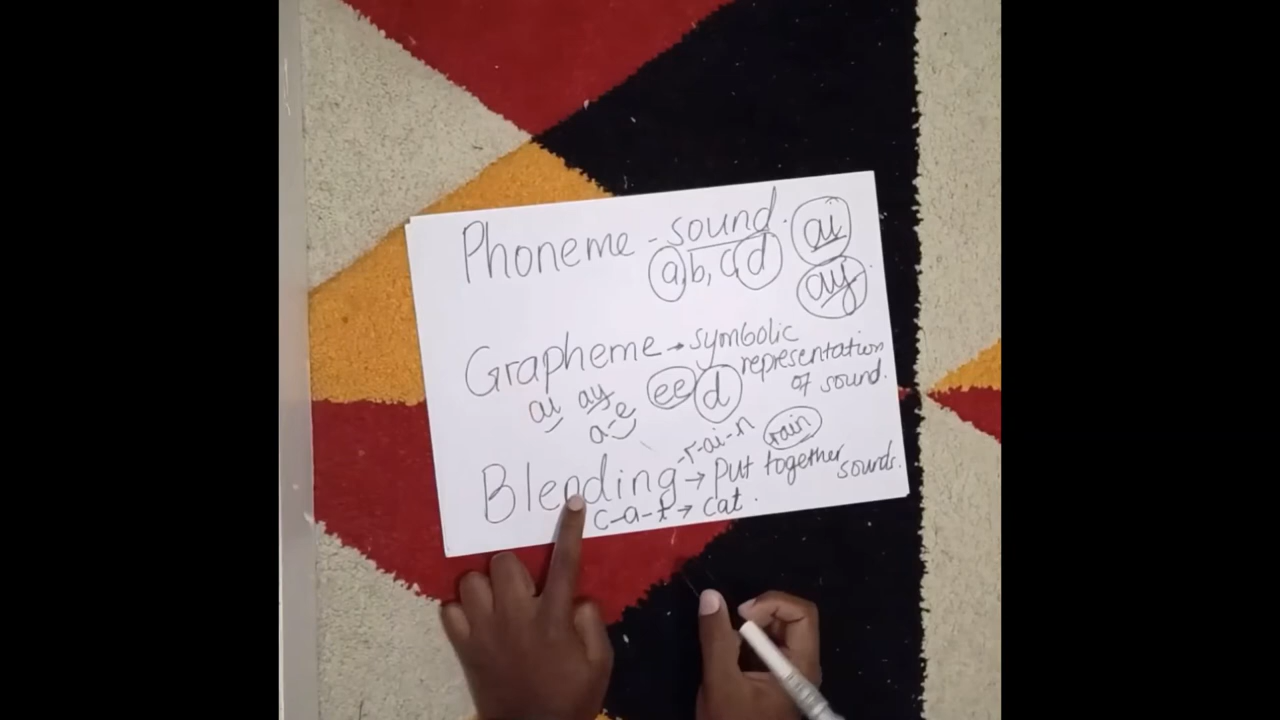 Phoneme - sound. ai
a, b, c, d ay
Grapheme → symbolic
representation
of sound.
ai ay ee d
a-e
Blending → put together sounds.
-r-ai-n rain
c-a-t → cat.